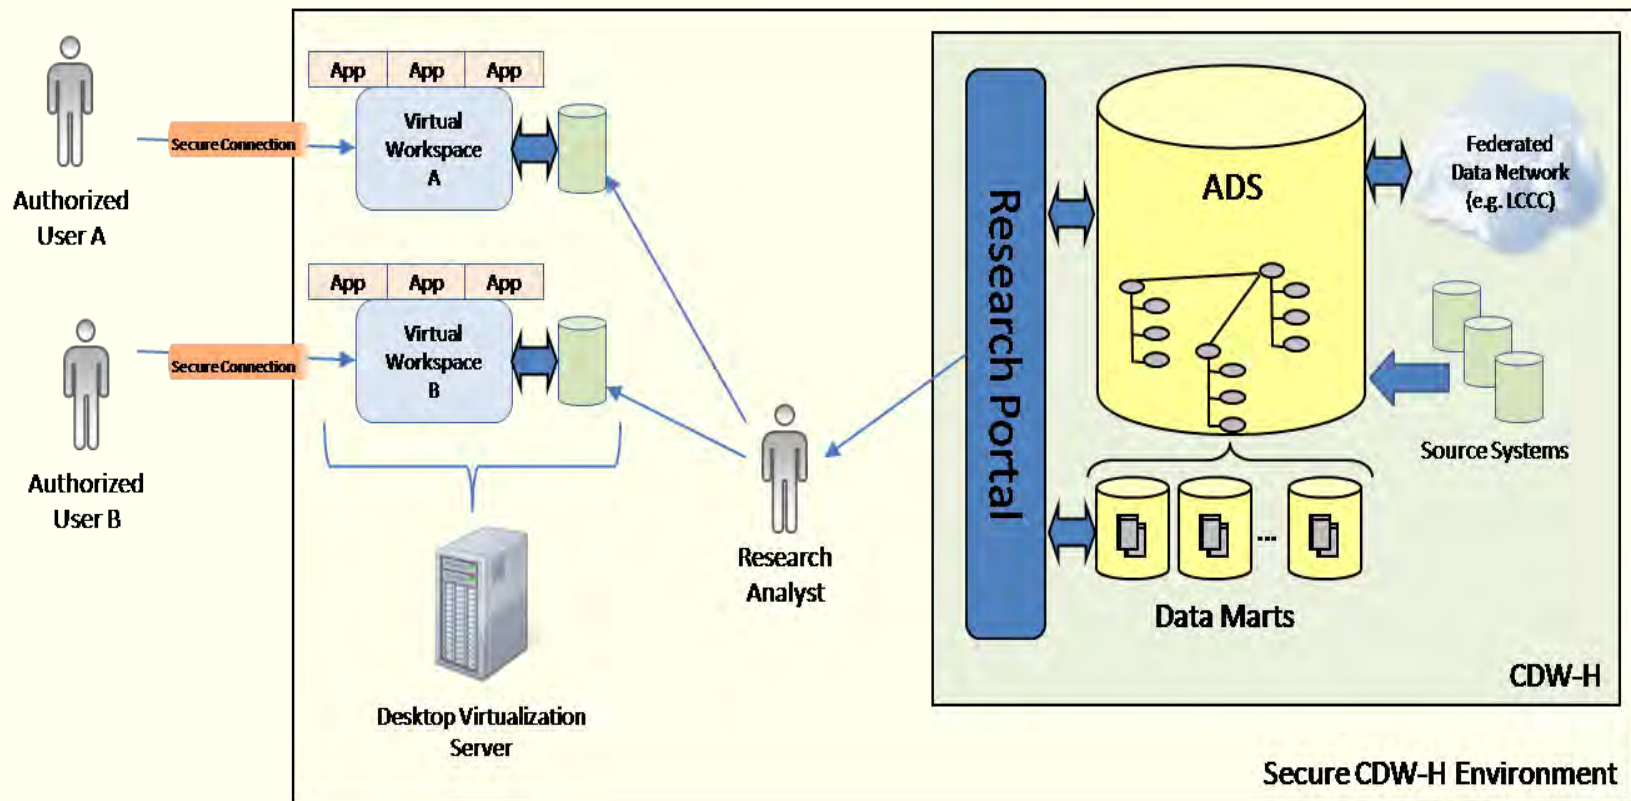 Authorized
User A
Secure Connection
App App App
Virtual
Workspace
A
Authorized
User B
Secure Connection
App App App
Virtual
Workspace
B
Desktop Virtualization
Server
Research
Analyst
Research Portal
ADS
Federated
Data Network
(e.g. LCCC)
Source Systems
...
Data Marts
CDW-H
Secure CDW-H Environment